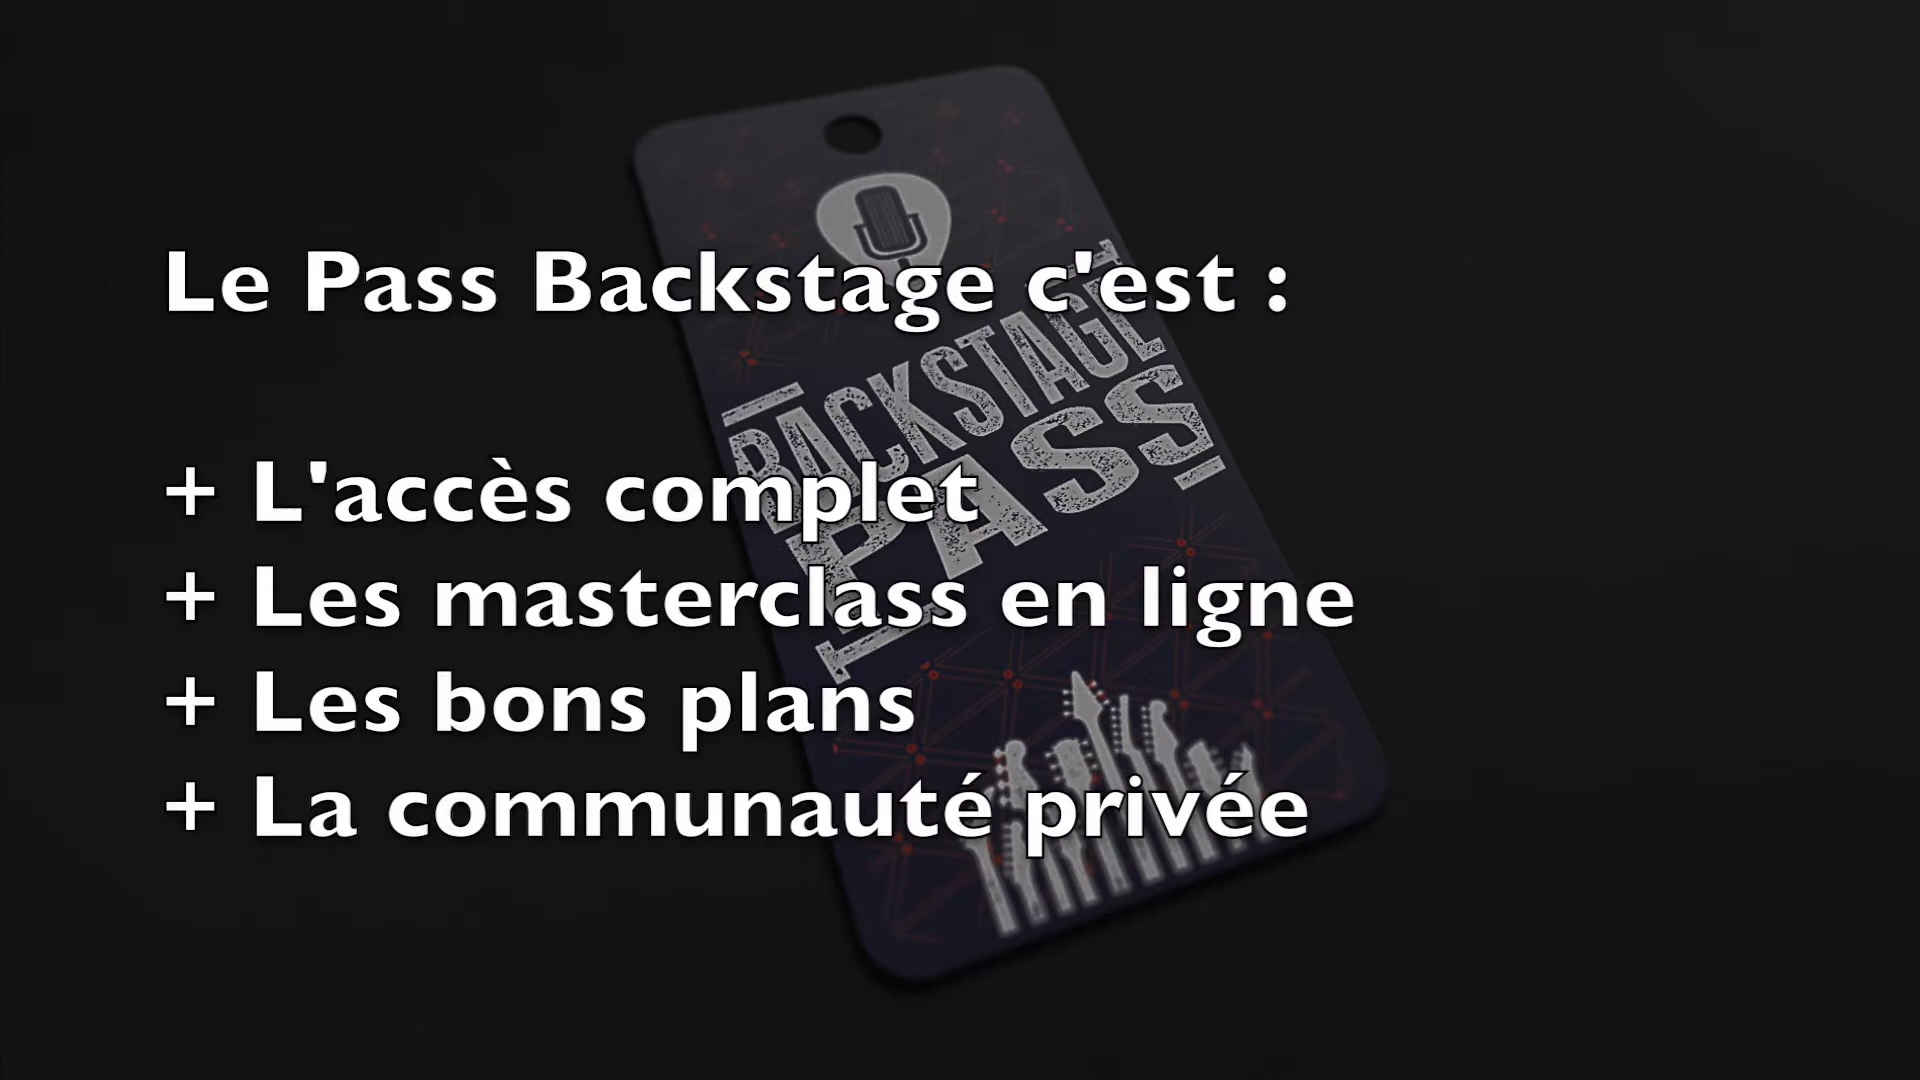 Le Pass Backstage c'est :
+ L'accès complet
+ Les masterclass en ligne
+ Les bons plans
+ La communauté privée
BACKSTAGE
PASS